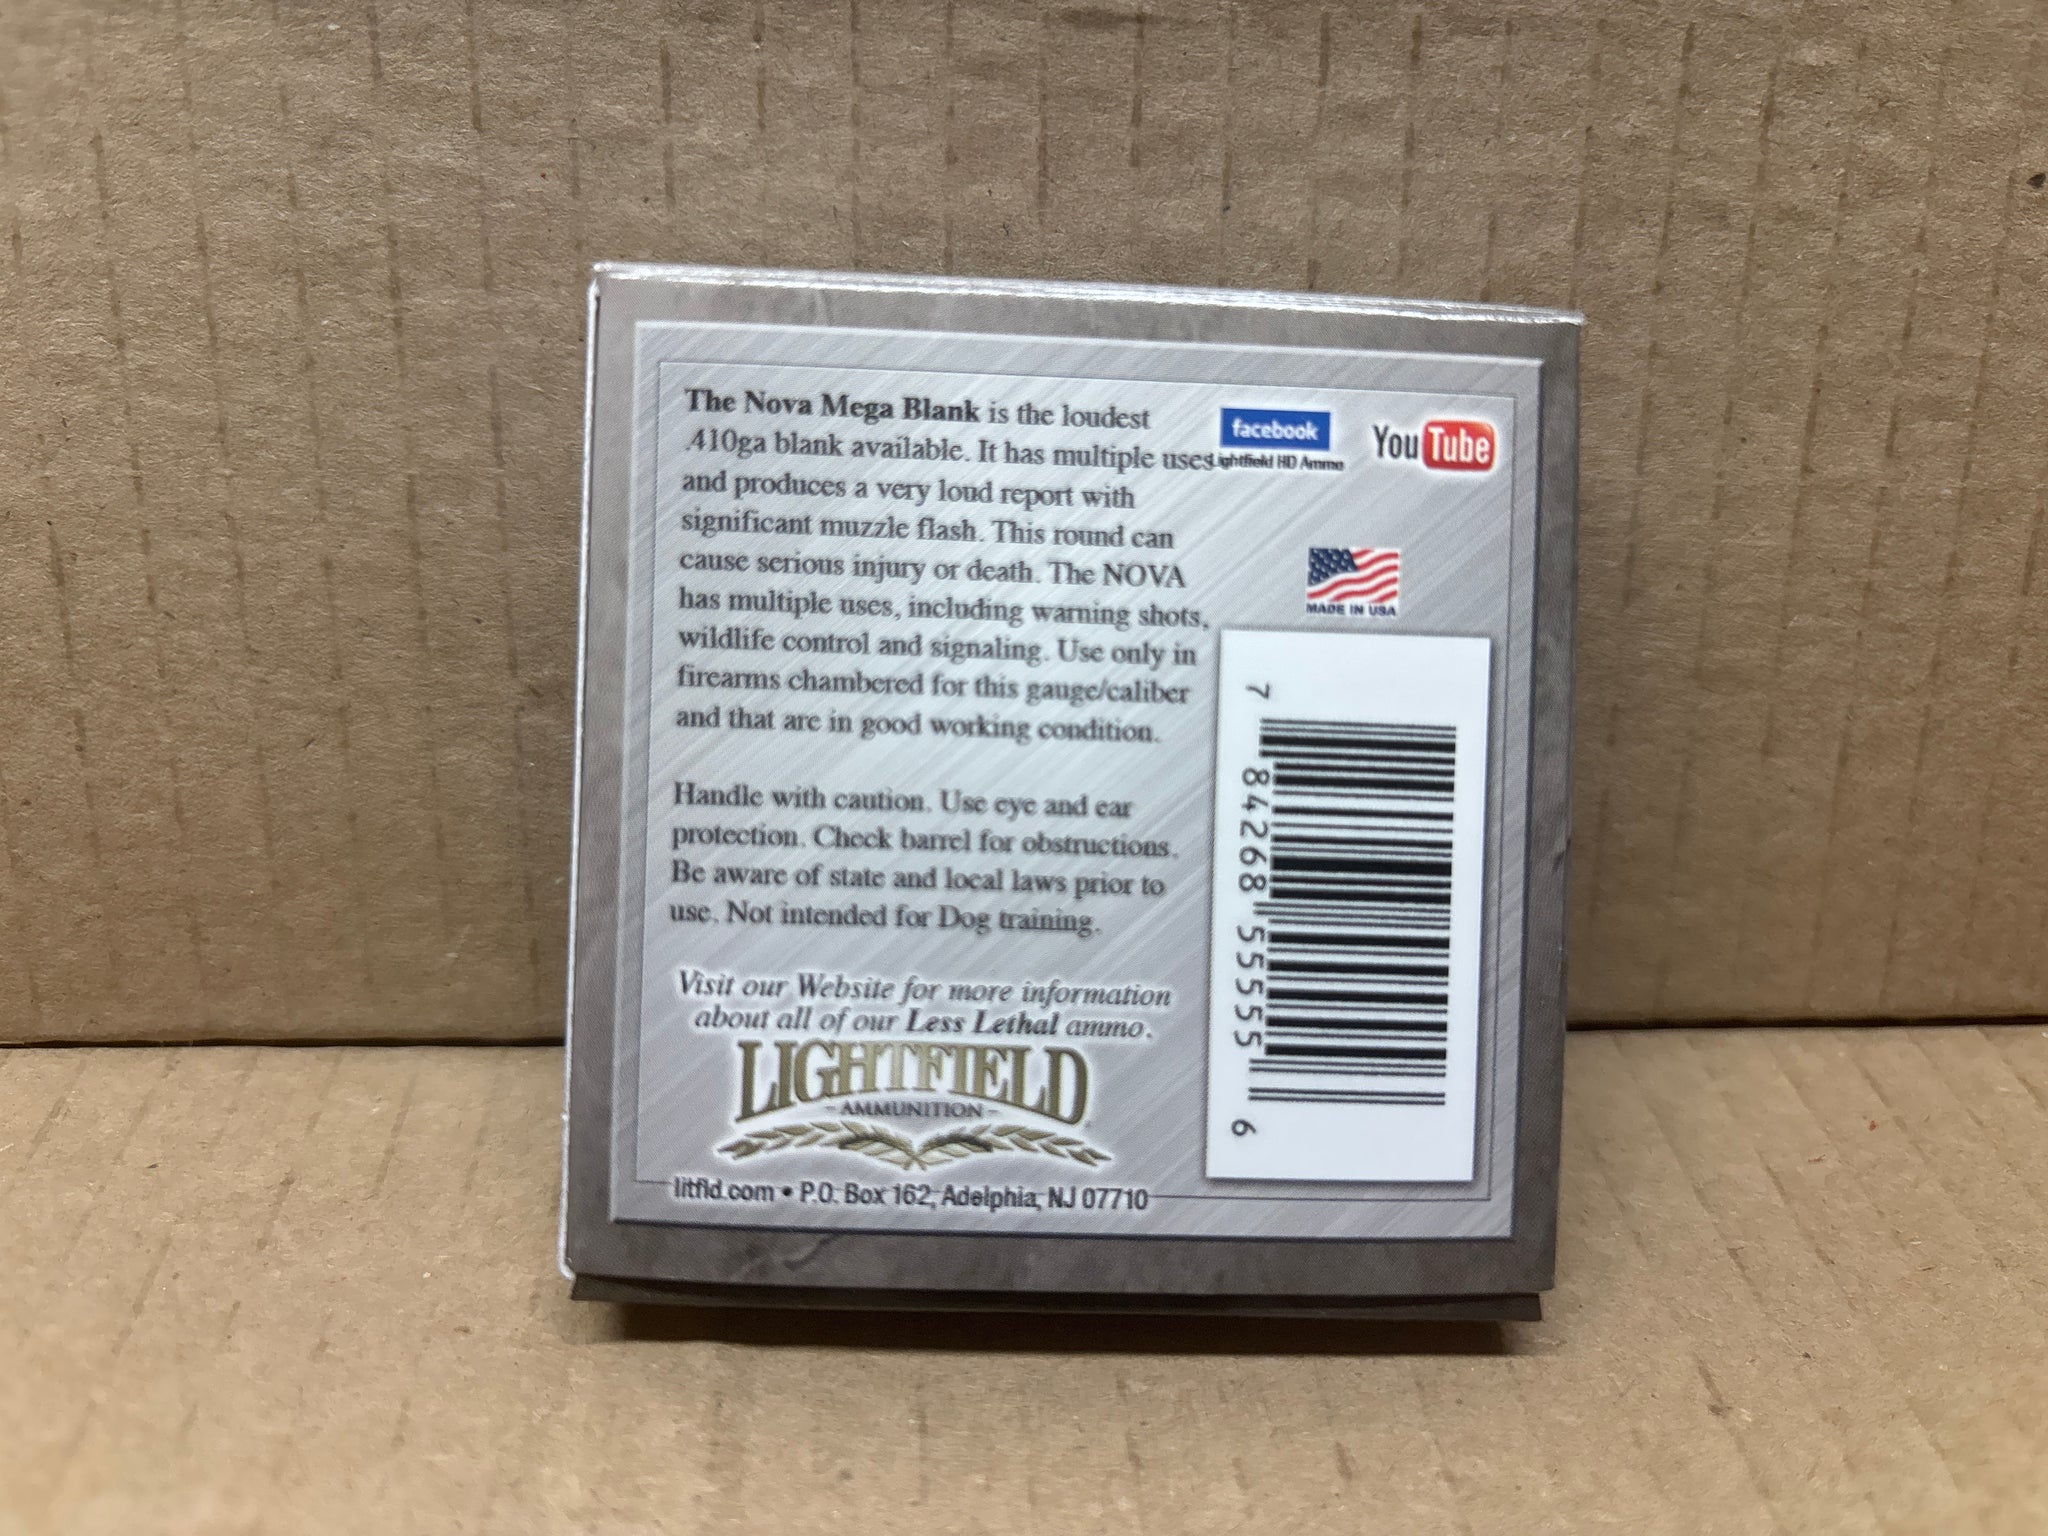 The Nova Mega Blank is the loudest
.410ga blank available. It has multiple uses
and produces a very loud report with
significant muzzle flash. This round can
cause serious injury or death. The NOVA
has multiple uses, including warning shots,
wildlife control and signaling. Use only in
firearms chambered for this gauge/caliber
and that are in good working condition.
Handle with caution. Use eye and ear
protection. Check barrel for obstructions.
Be aware of state and local laws prior to
use. Not intended for Dog training.
Visit our Website for more information
about all of our Less Lethal ammo.
LIGHTFIELD
- AMMUNITION -
litfld.com • P.O. Box 162, Adelphia, NJ 07710
facebook
ightfield HD Ammo
YouTube
MADE IN USA
7 84268 55555 6